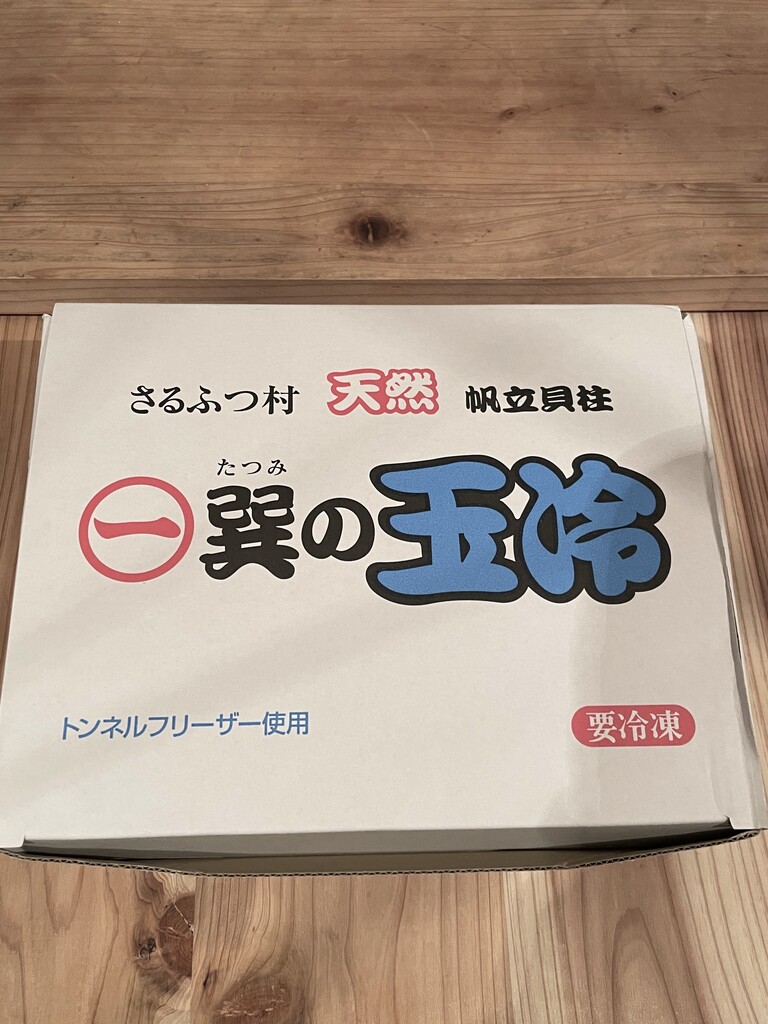 さるふつ村 天然 帆立貝柱
たつみ
一 巽の玉冷
トンネルフリーザー使用 要冷凍